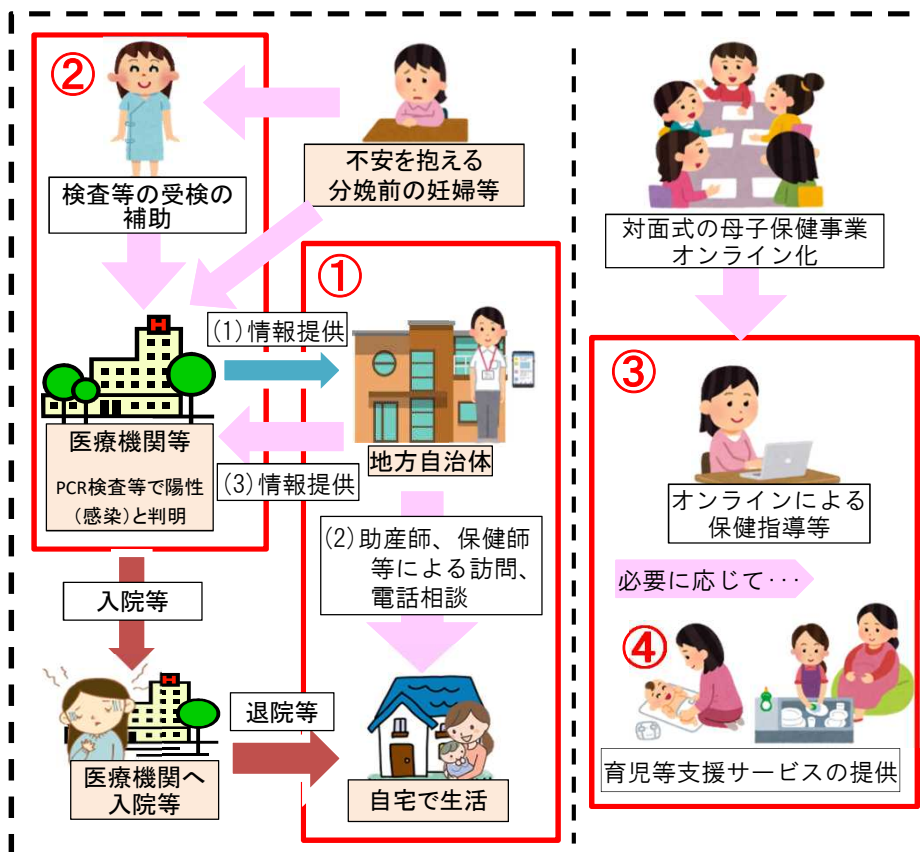 ②
検査等の受検の
補助
不安を抱える
分娩前の妊婦等
①
(1)情報提供
H
医療機関等
PCR検査等で陽性
(感染)と判明
地方自治体
(3)情報提供
(2)助産師、保健師
等による訪問、
電話相談
入院等
H
医療機関へ
入院等
退院等
自宅で生活
対面式の母子保健事業
オンライン化
③
オンラインによる
保健指導等
必要に応じて･･･
④
育児等支援サービスの提供